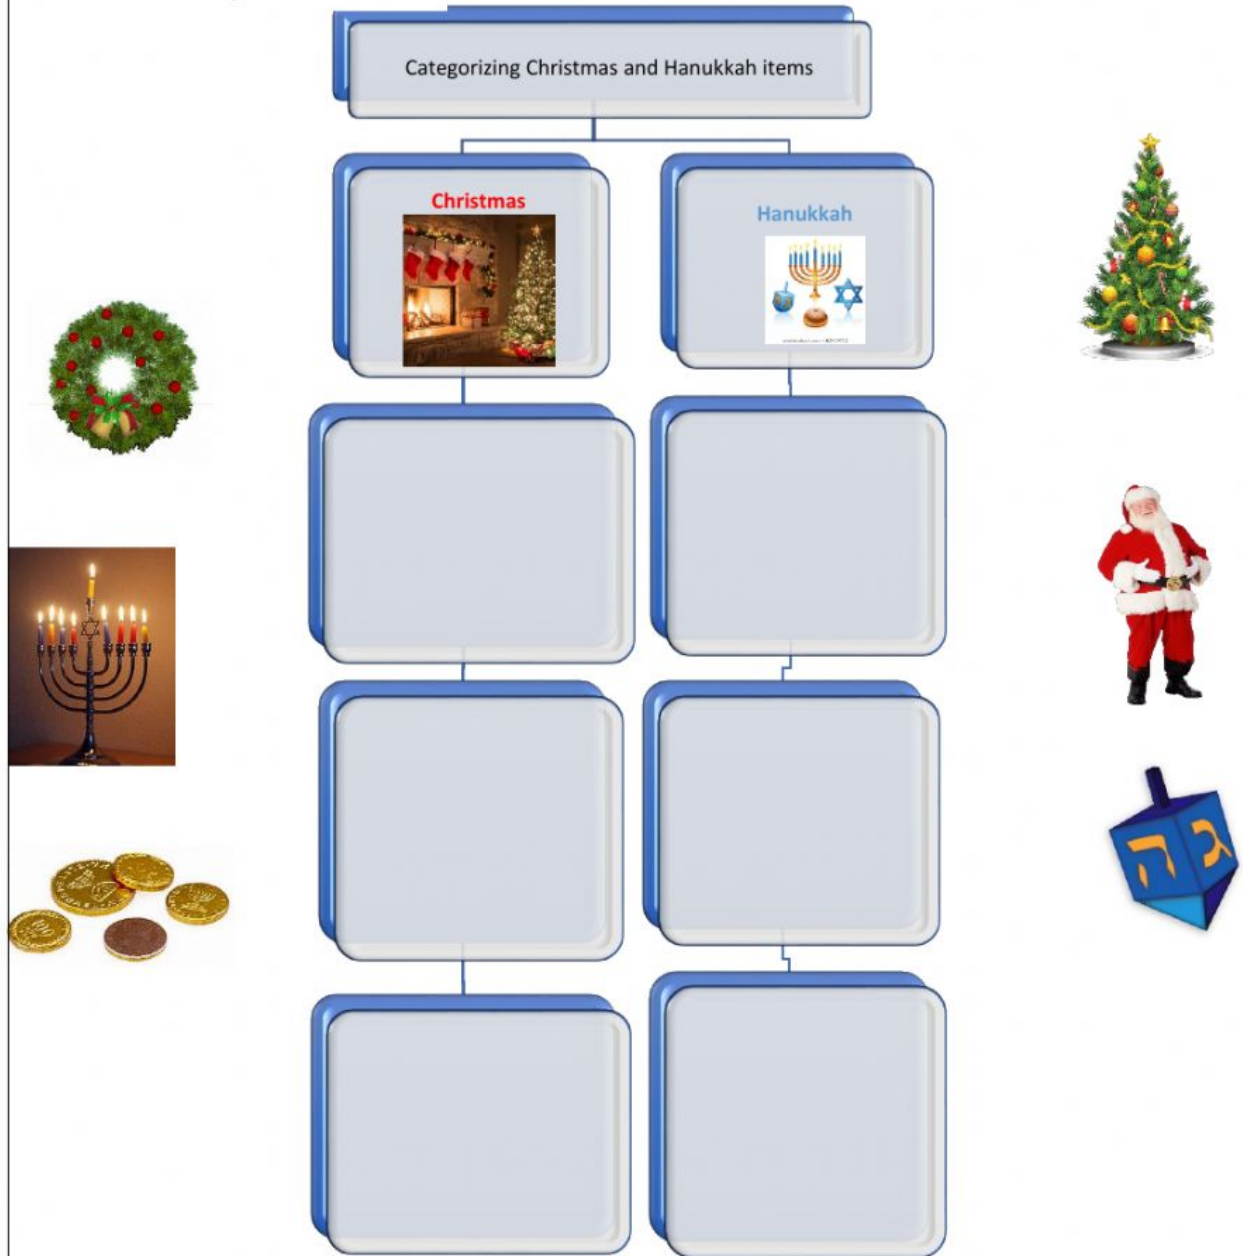 Categorizing Christmas and Hanukkah items
Christmas
Hanukkah
ה ג